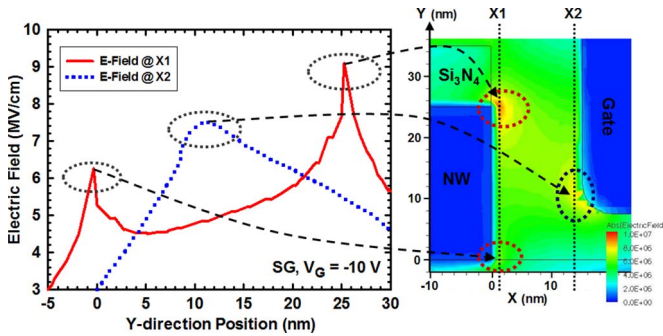 Electric Field (MV/cm)
10
9
8
7
6
5
4
3
E-Field @X1
E-Field @X2
SG, VG = -10 V
-5 0 5 10 15 20 25 30
Y-direction Position (nm)
Y (nm)
X1
X2
30
20
10
0
Si3N4
Gate
NW
Abs(ElectricField)
1.0E+07
8.0E+06
6.0E+06
4.0E+06
2.0E+06
0.0E+00
-10 0 10 20
X (nm)